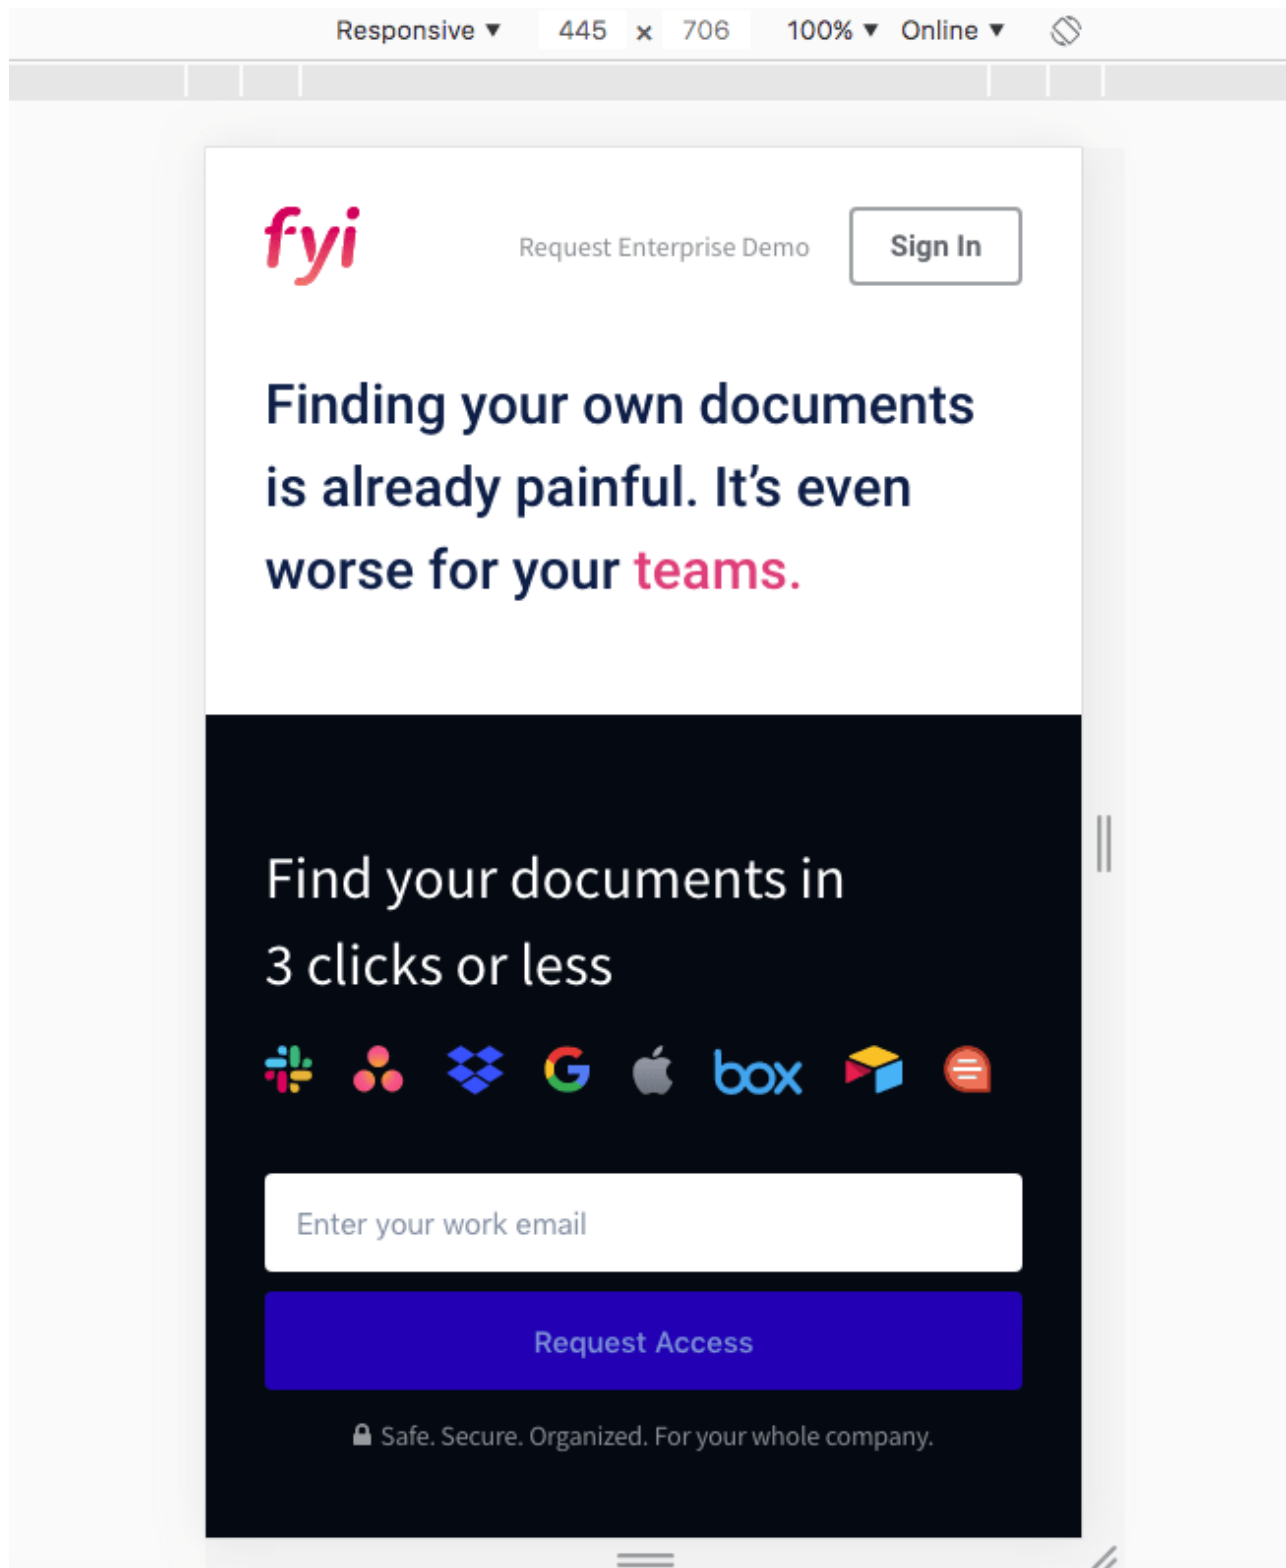 Responsive ▼ 445 × 706 100% ▼ Online ▼
fyi
Request Enterprise Demo
Sign In
Finding your own documents
is already painful. It’s even
worse for your teams.
Find your documents in
3 clicks or less
box
Enter your work email
Request Access
Safe. Secure. Organized. For your whole company.